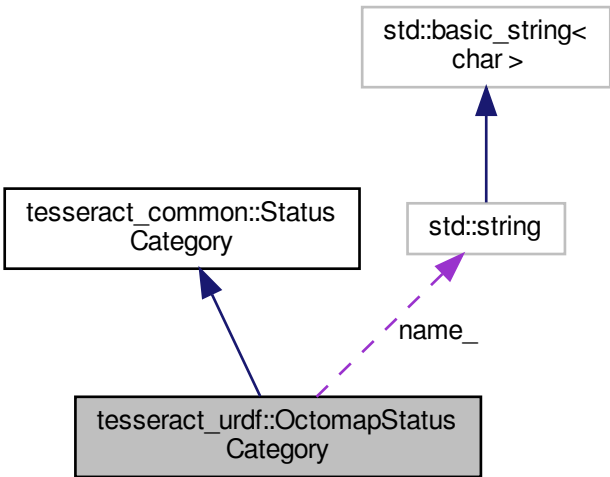 std::basic_string<
char >
tesseract_common::Status
Category
std::string
name_
tesseract_urdf::OctomapStatus
Category